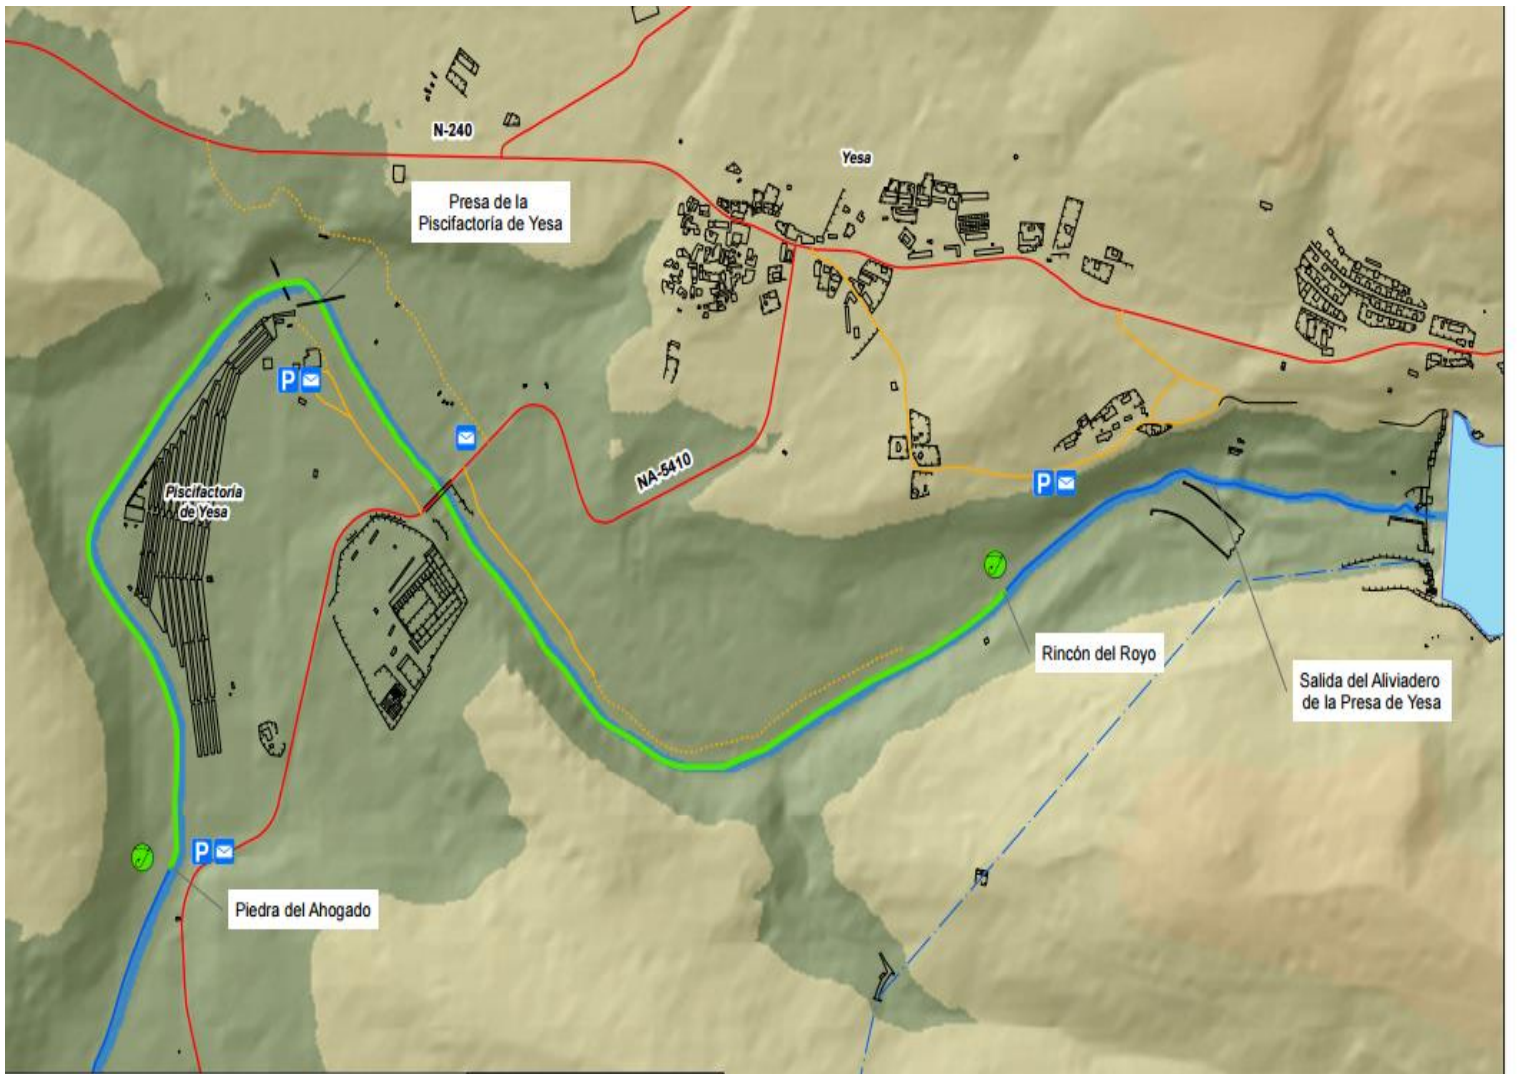 N-240
Yesa
Presa de la
Piscifactoría de Yesa
P
NA-5410
P
Piscifactoría
de Yesa
Rincón del Royo
Salida del Aliviadero
de la Presa de Yesa
P
Piedra del Ahogado